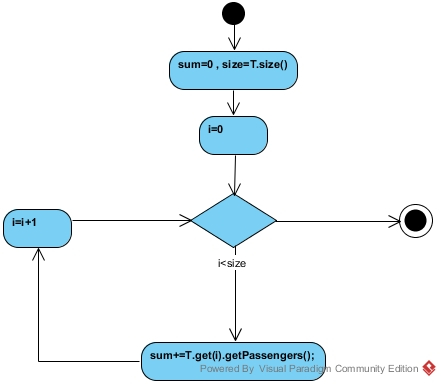 sum=0 , size=T.size()
i=0
i=i+1
i<size
sum+=T.get(i).getPassengers();
Powered By Visual Paradigm Community Edition